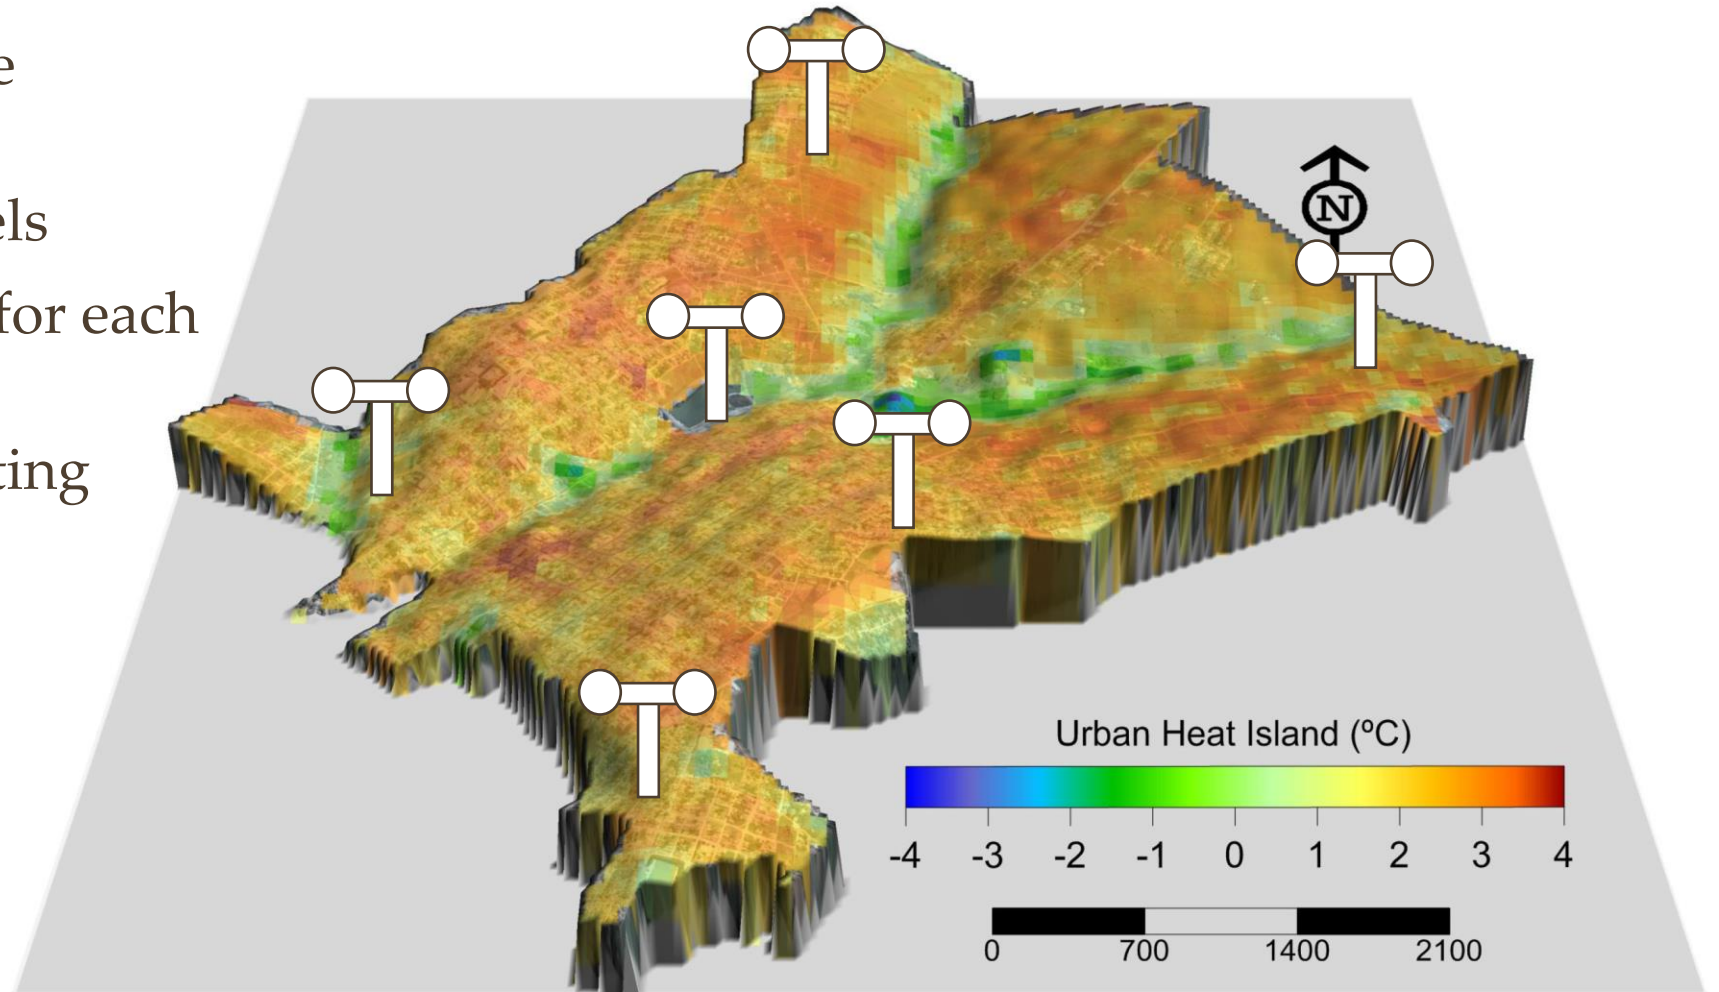 e
els
for each
ting
N
Urban Heat Island (ºC)
-4 -3 -2 -1 0 1 2 3 4
0 700 1400 2100